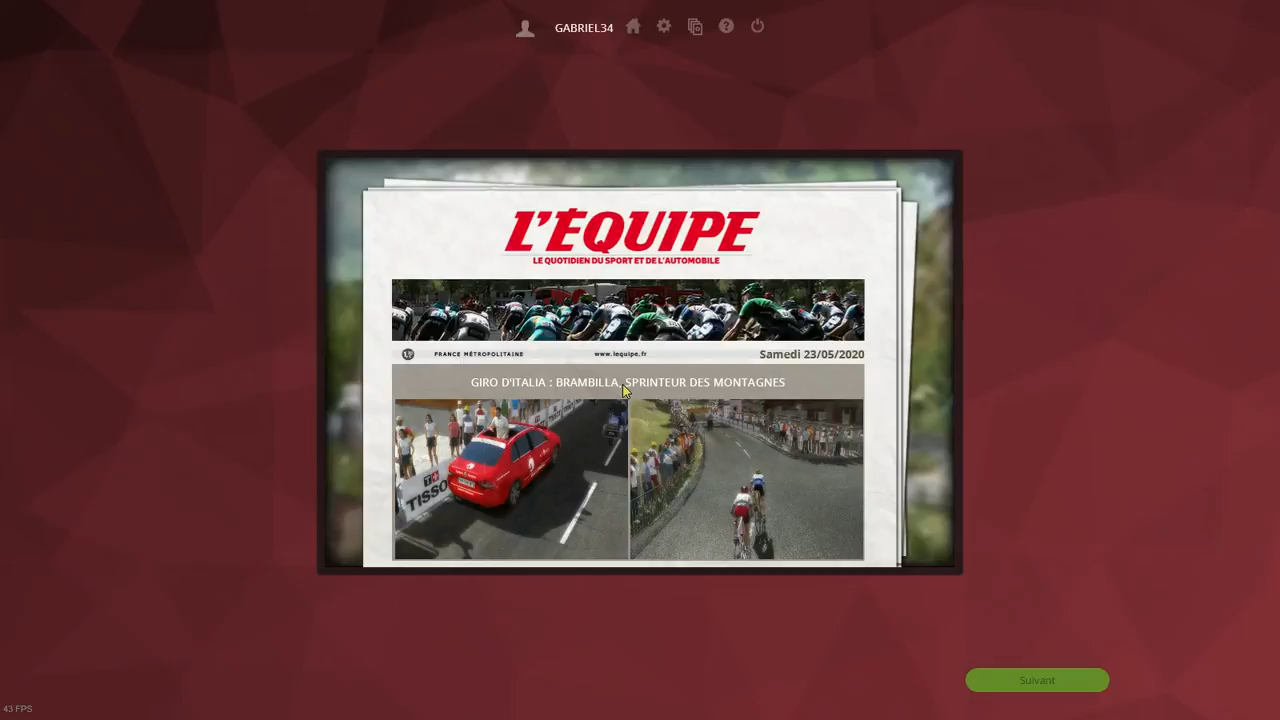 GABRIEL34
L'ÉQUIPE
LE QUOTIDIEN DU SPORT ET DE L'AUTOMOBILE
FRANCE MÉTROPOLITAINE www.lequipe.fr Samedi 23/05/2020
GIRO D'ITALIA : BRAMBILLA, SPRINTEUR DES MONTAGNES
TISSO
Suivant
43 FPS